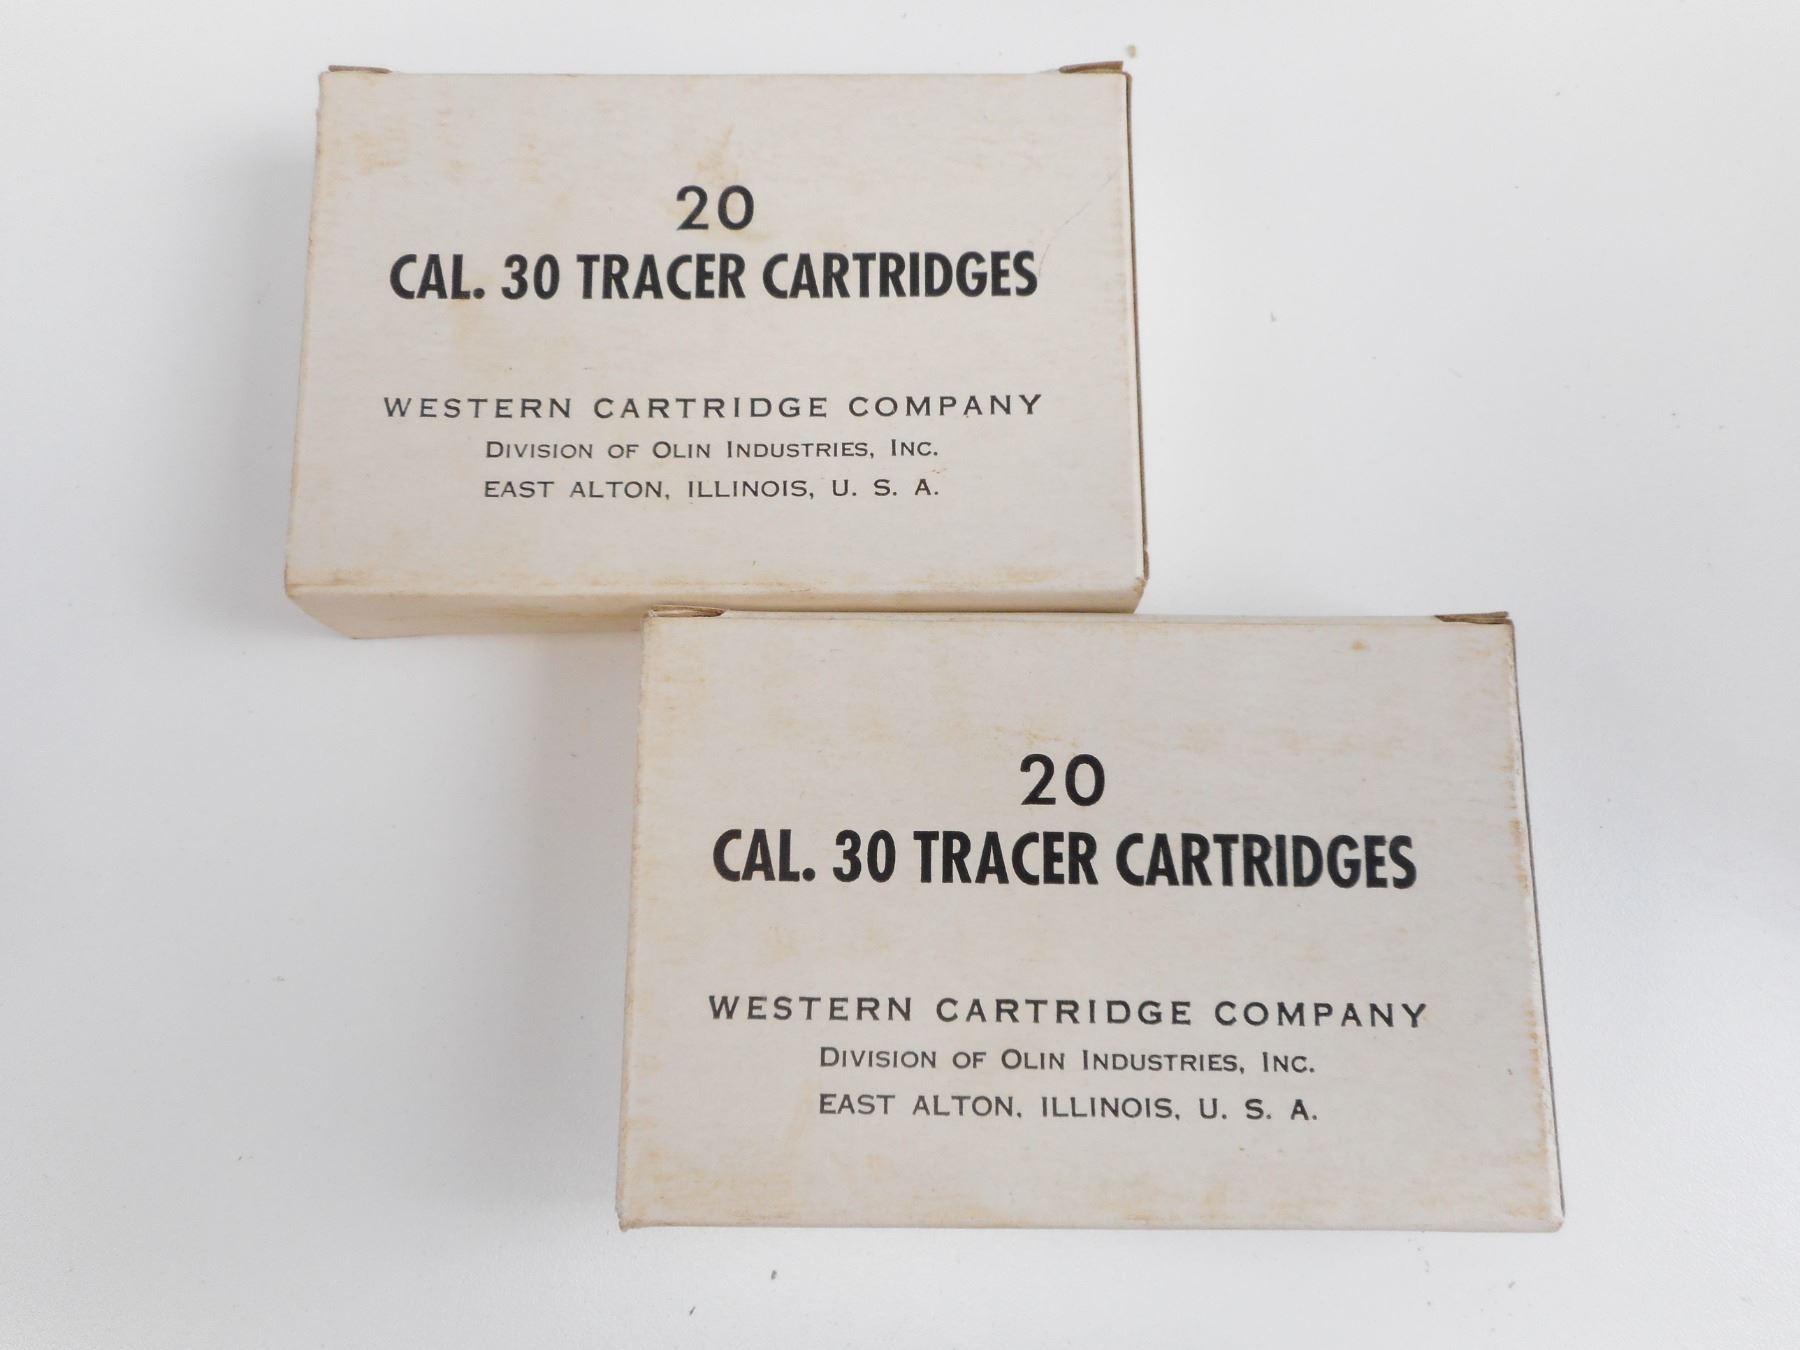 20
CAL. 30 TRACER CARTRIDGES
WESTERN CARTRIDGE COMPANY
DIVISION OF OLIN INDUSTRIES, INC.
EAST ALTON, ILLINOIS, U. S. A.
20
CAL. 30 TRACER CARTRIDGES
WESTERN CARTRIDGE COMPANY
DIVISION OF OLIN INDUSTRIES, INC.
EAST ALTON, ILLINOIS, U. S. A.